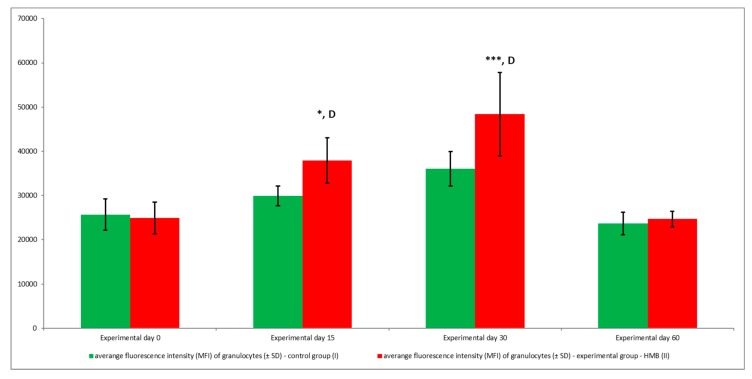 70000
60000
50000
40000
30000
20000
10000
0
*, D
***, D
Experimental day 0 Experimental day 15 Experimental day 30 Experimental day 60
averange fluorescence intensity (MFI) of granulocytes (± SD) - control group (I) averange fluorescence intensity (MFI) of granulocytes (± SD) - experimental group - HMB (II)